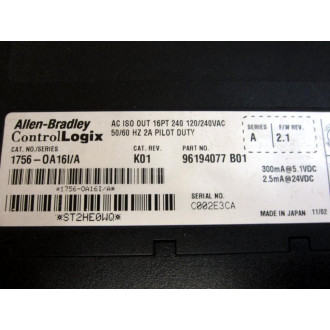 Allen-Bradley
ControlLogix
AC ISO OUT 16PT 240 120/240VAC
50/60 HZ 2A PILOT DUTY
SERIES
A
F/W REV.
2.1
CAT. NO./SERIES
1756-OA16I/A
CAT. REV.
K01
PART NO.
96194077 B01
300mA@5.1VDC
2.5mA@24VDC
*1756-OA16I/A*
SERIAL NO.
C002E3CA
*ST2HE0WQ*
MADE IN JAPAN 11/02